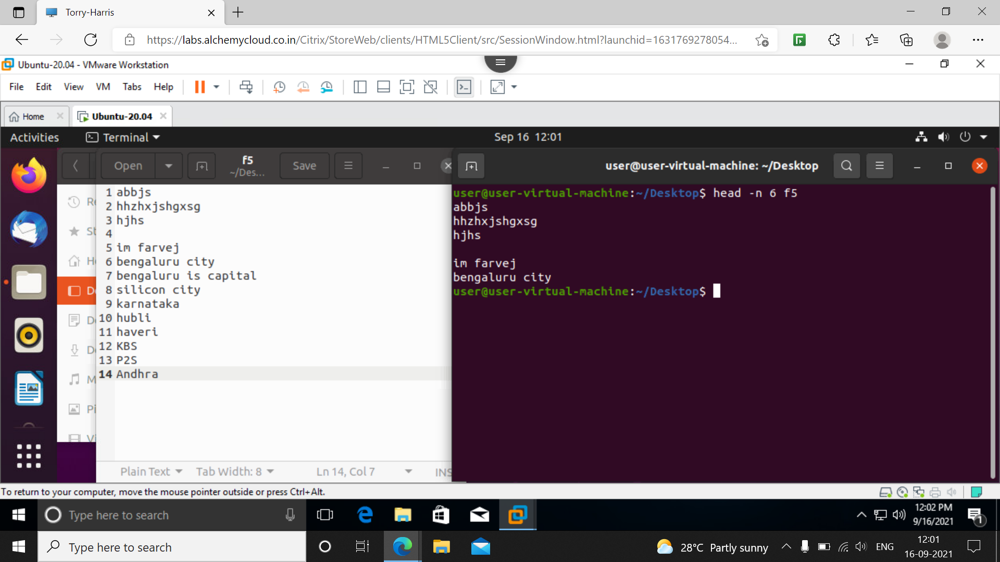 Torry-Harris
https://labs.alchemycloud.co.in/Citrix/StoreWeb/clients/HTML5Client/src/SessionWindow.html?launchid=1631769278054...
Ubuntu-20.04 - VMware Workstation
File Edit View VM Tabs Help
Home Ubuntu-20.04
Activities Terminal Sep 16 12:01
Open f5 Save
~/Des...
user@user-virtual-machine: ~/Desktop
1 abbjs
2 hhzhxjshgxsg
3 hjhs
4
5 im farvej
6 bengaluru city
7 bengaluru is capital
8 silicon city
9 karnataka
10 hubli
11 haveri
12 KBS
13 P2S
14 Andhra
Re
St
H
D
D
D
M
Pi
Vi
Plain Text Tab Width: 8 Ln 14, Col 7 INS
user@user-virtual-machine:~/Desktop$ head -n 6 f5
abbjs
hhzhxjshgxsg
hjhs
im farvej
bengaluru city
user@user-virtual-machine:~/Desktop$
To return to your computer, move the mouse pointer outside or press Ctrl+Alt.
Type here to search
12:02 PM
9/16/2021
1
Type here to search
28°C Partly sunny
ENG
12:01
16-09-2021